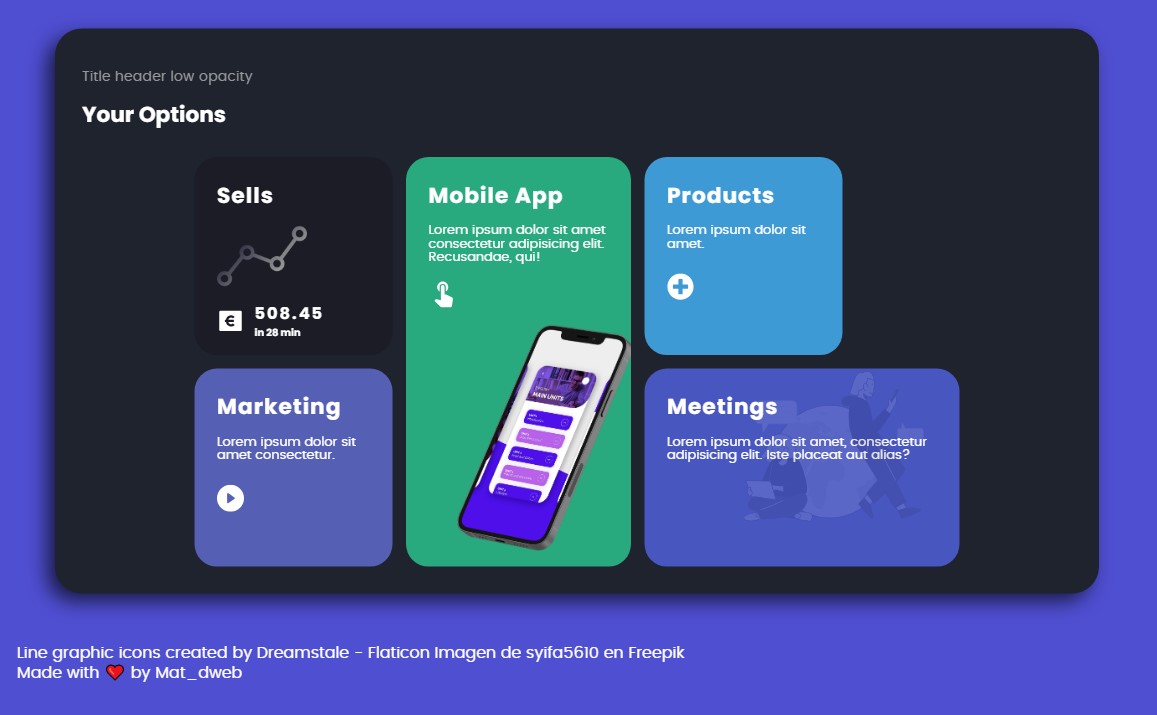 Title header low opacity
Your Options
Sells
508.45
in 28 min
Mobile App
Lorem ipsum dolor sit amet
consectetur adipisicing elit.
Recusandae, qui!
MAIN UNITS
Products
Lorem ipsum dolor sit
amet.
Marketing
Lorem ipsum dolor sit
amet consectetur.
Meetings
Lorem ipsum dolor sit amet, consectetur
adipisicing elit. Iste placeat aut alias?
Line graphic icons created by Dreamstale - Flaticon Imagen de syifa5610 en Freepik
Made with ❤️ by Mat_dweb